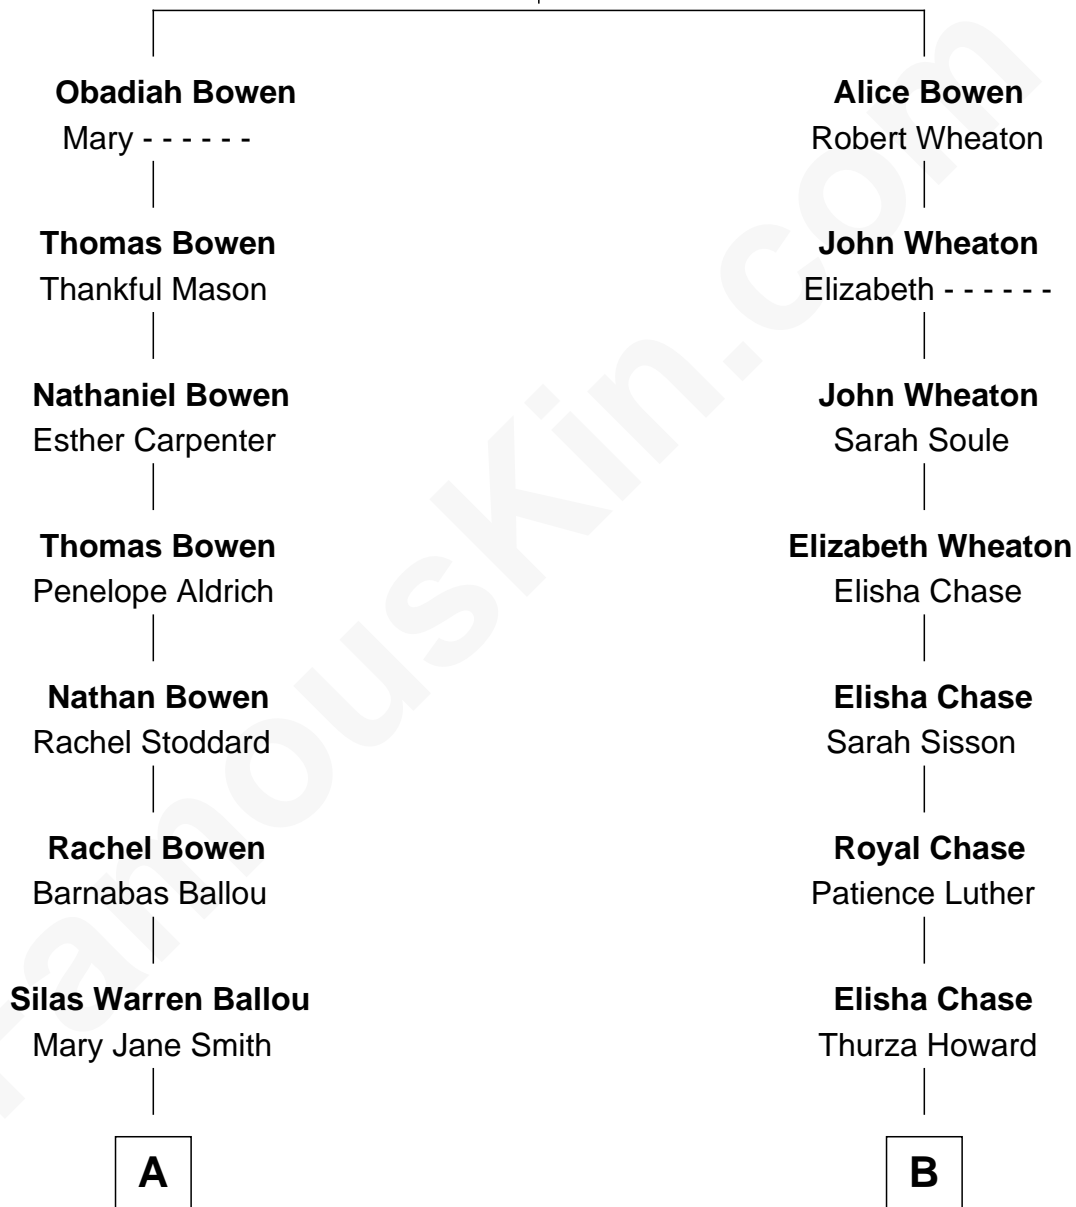 Obadiah Bowen
Mary - - - - - -
Thomas Bowen
Thankful Mason
Nathaniel Bowen
Esther Carpenter
Thomas Bowen
Penelope Aldrich
Nathan Bowen
Rachel Stoddard
Rachel Bowen
Barnabas Ballou
Silas Warren Ballou
Mary Jane Smith
A
Alice Bowen
Robert Wheaton
John Wheaton
Elizabeth - - - - - -
John Wheaton
Sarah Soule
Elizabeth Wheaton
Elisha Chase
Elisha Chase
Sarah Sisson
Royal Chase
Patience Luther
Elisha Chase
Thurza Howard
B
FamousKin.com